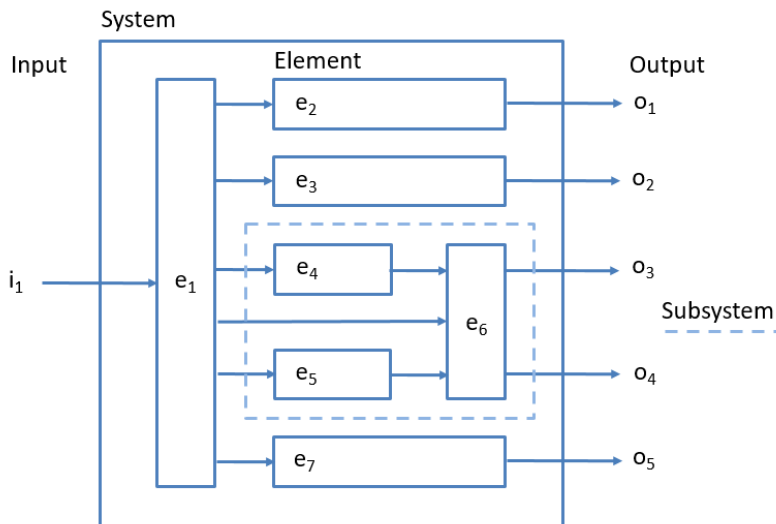 System
Input
Element
Output
e₂
o₁
e₃
o₂
e₄
o₃
i₁
e₁
Subsystem
e₆
e₅
o₄
e₇
o₅